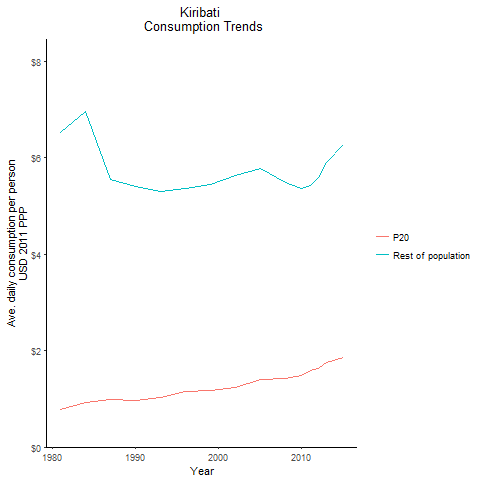 Kiribati
Consumption Trends
Ave. daily consumption per person
USD 2011 PPP
$8
$6
$4
$2
$0
1980
1990
2000
2010
Year
P20
Rest of population